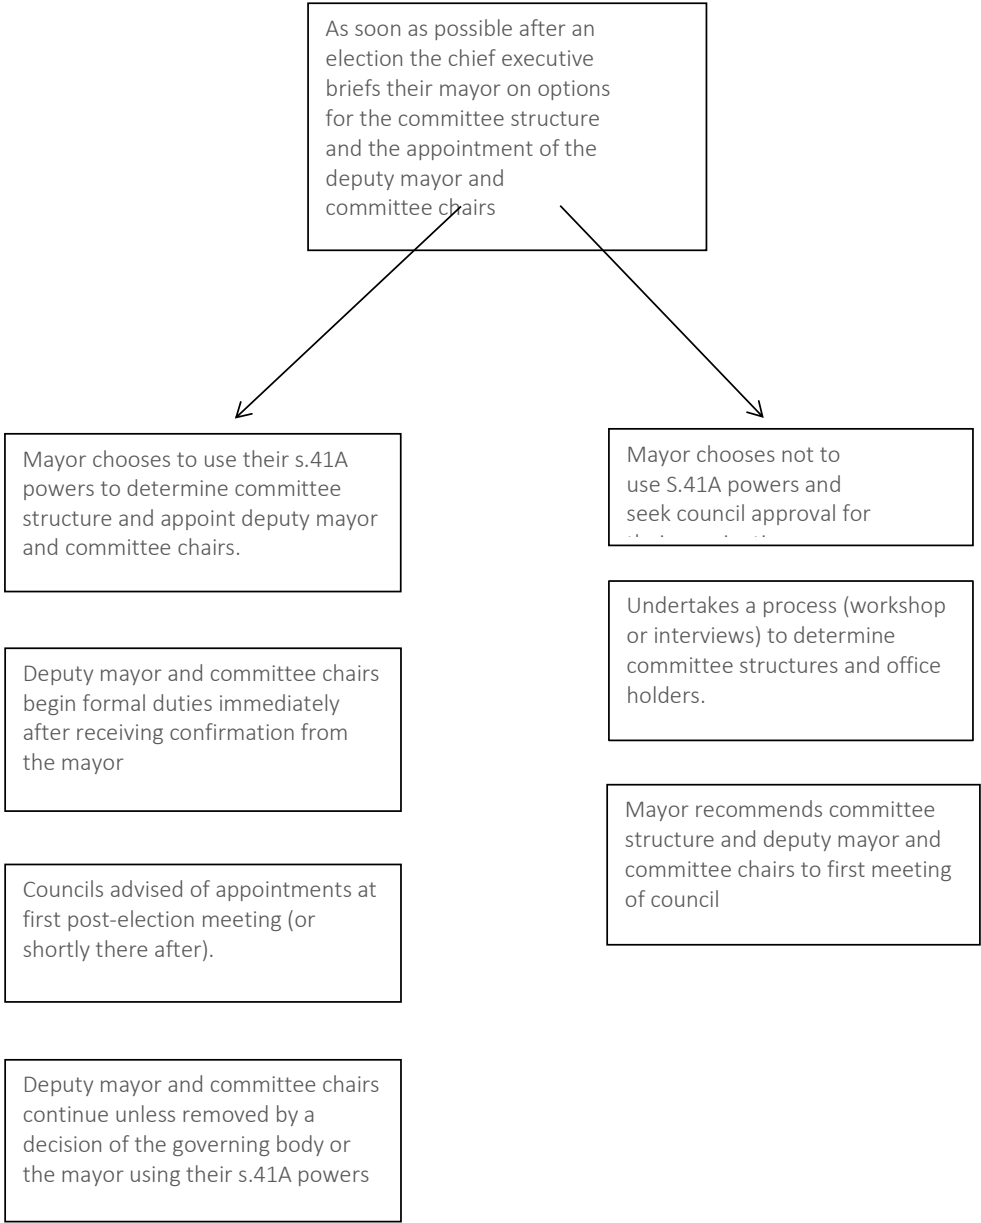 As soon as possible after an
election the chief executive
briefs their mayor on options
for the committee structure
and the appointment of the
deputy mayor and
committee chairs
Mayor chooses to use their s.41A
powers to determine committee
structure and appoint deputy mayor
and committee chairs.
Deputy mayor and committee chairs
begin formal duties immediately
after receiving confirmation from
the mayor
Councils advised of appointments at
first post-election meeting (or
shortly there after).
Deputy mayor and committee chairs
continue unless removed by a
decision of the governing body or
the mayor using their s.41A powers
Mayor chooses not to
use S.41A powers and
seek council approval for
Undertakes a process (workshop
or interviews) to determine
committee structures and office
holders.
Mayor recommends committee
structure and deputy mayor and
committee chairs to first meeting
of council